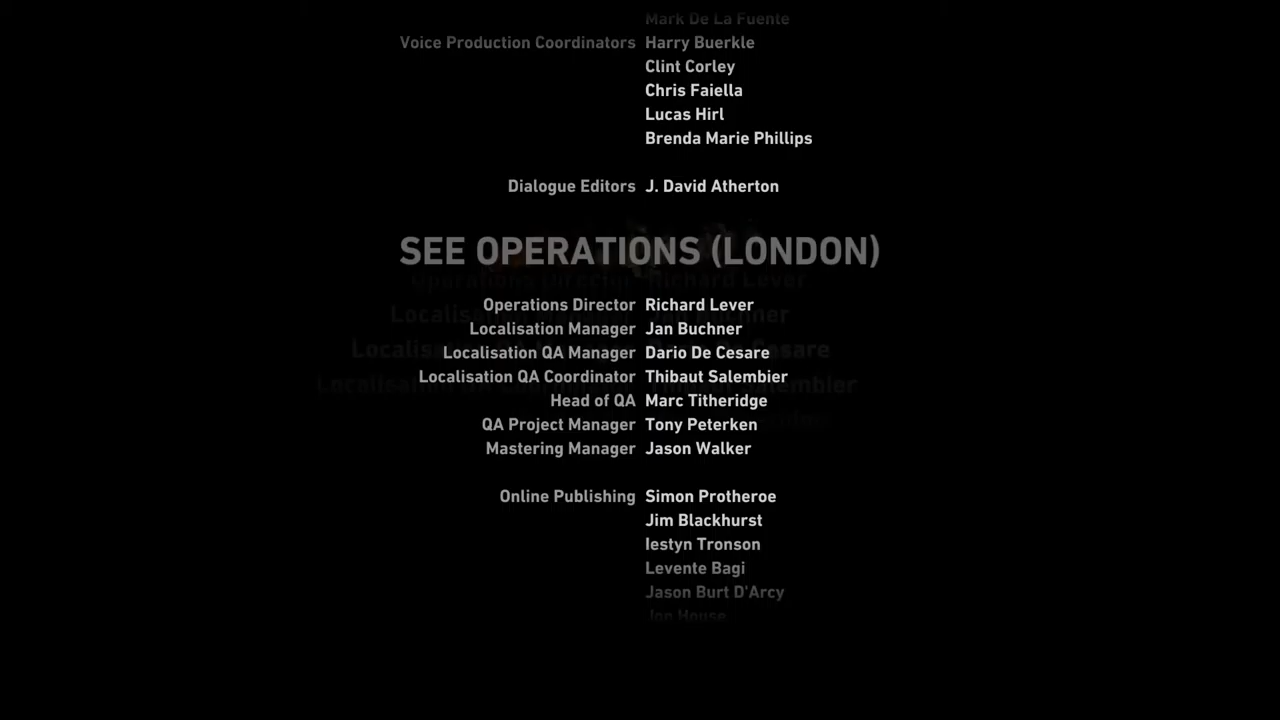 Mark De La Fuente
Voice Production Coordinators Harry Buerkle
Clint Corley
Chris Faiella
Lucas Hirl
Brenda Marie Phillips
Dialogue Editors J. David Atherton
SEE OPERATIONS (LONDON)
Operations Director Richard Lever
Localisation Manager Jan Buchner
Localisation QA Manager Dario De Cesare
Localisation QA Coordinator Thibaut Salembier
Head of QA Marc Titheridge
QA Project Manager Tony Peterken
Mastering Manager Jason Walker
Online Publishing Simon Protheroe
Jim Blackhurst
Iestyn Tronson
Levente Bagi
Jason Burt D'Arcy
Jon House